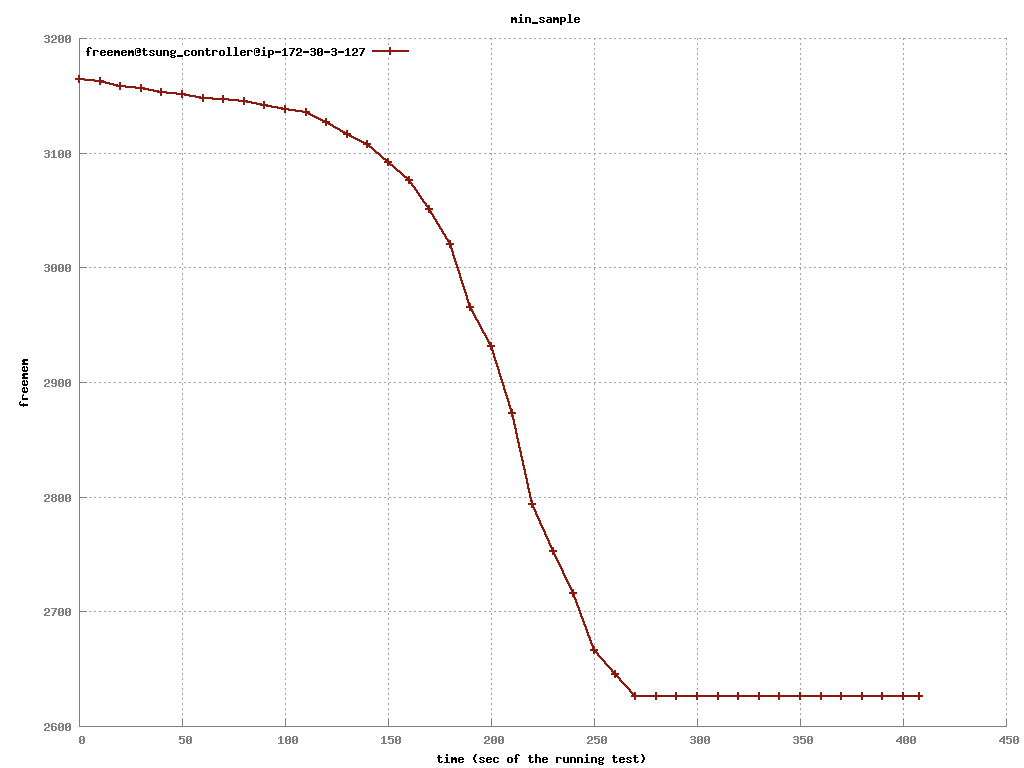 min_sample
3200
freemem@tsung_controller@ip-172-30-3-127
3100
3000
2900
freemem
2800
2700
2600
0 50 100 150 200 250 300 350 400 450
time (sec of the running test)